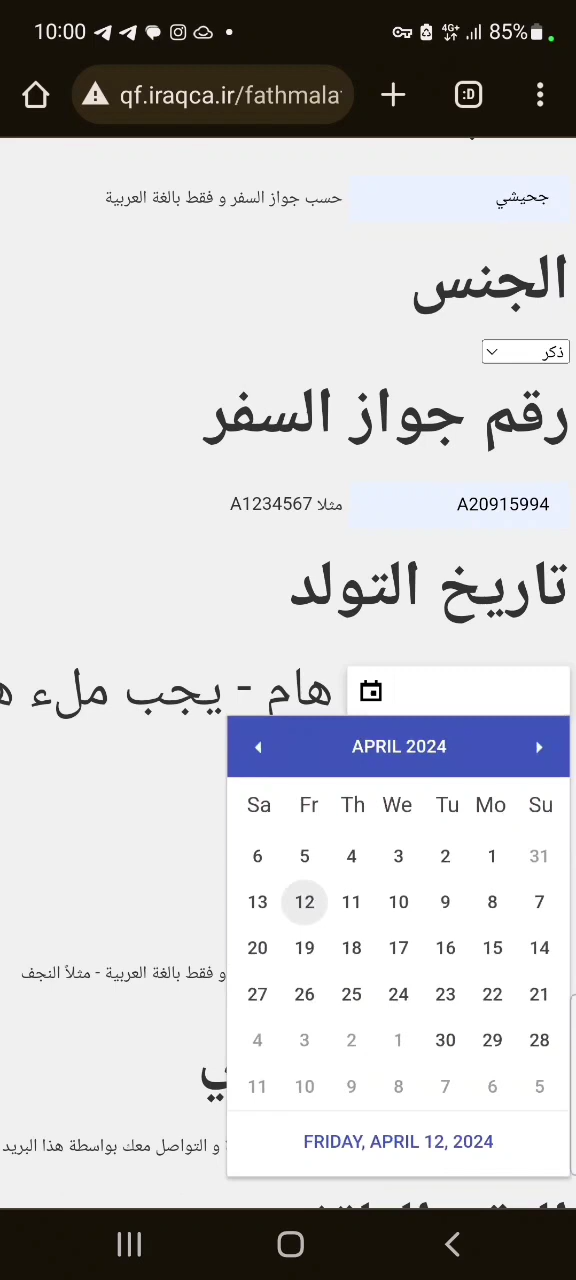 10:00
4G+ 85%
qf.iraqca.ir/fathmala
:D
جحيشي
حسب جواز السفر و فقط بالغة العربية
الجنس
ذكر
رقم جواز السفر
A20915994
مثلا A1234567
تاريخ التولد
هام - يجب ملء
APRIL 2024
Sa Fr Th We Tu Mo Su
6 5 4 3 2 1 31
13 12 11 10 9 8 7
20 19 18 17 16 15 14
27 26 25 24 23 22 21
4 3 2 1 30 29 28
11 10 9 8 7 6 5
FRIDAY, APRIL 12, 2024
و فقط بالغة العربية - مثلاً النجف
ي
و التواصل معك بواسطة هذا البريد